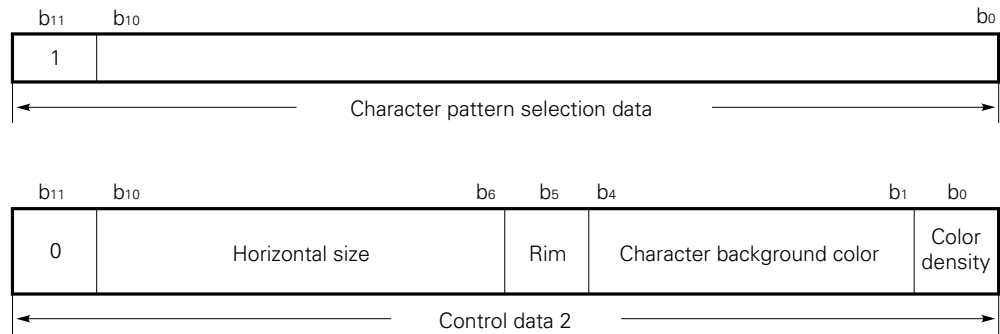 b11 b10 b0
1
Character pattern selection data
b11 b10 b6 b5 b4 b1 b0
0 Horizontal size Rim Character background color Color density
Control data 2